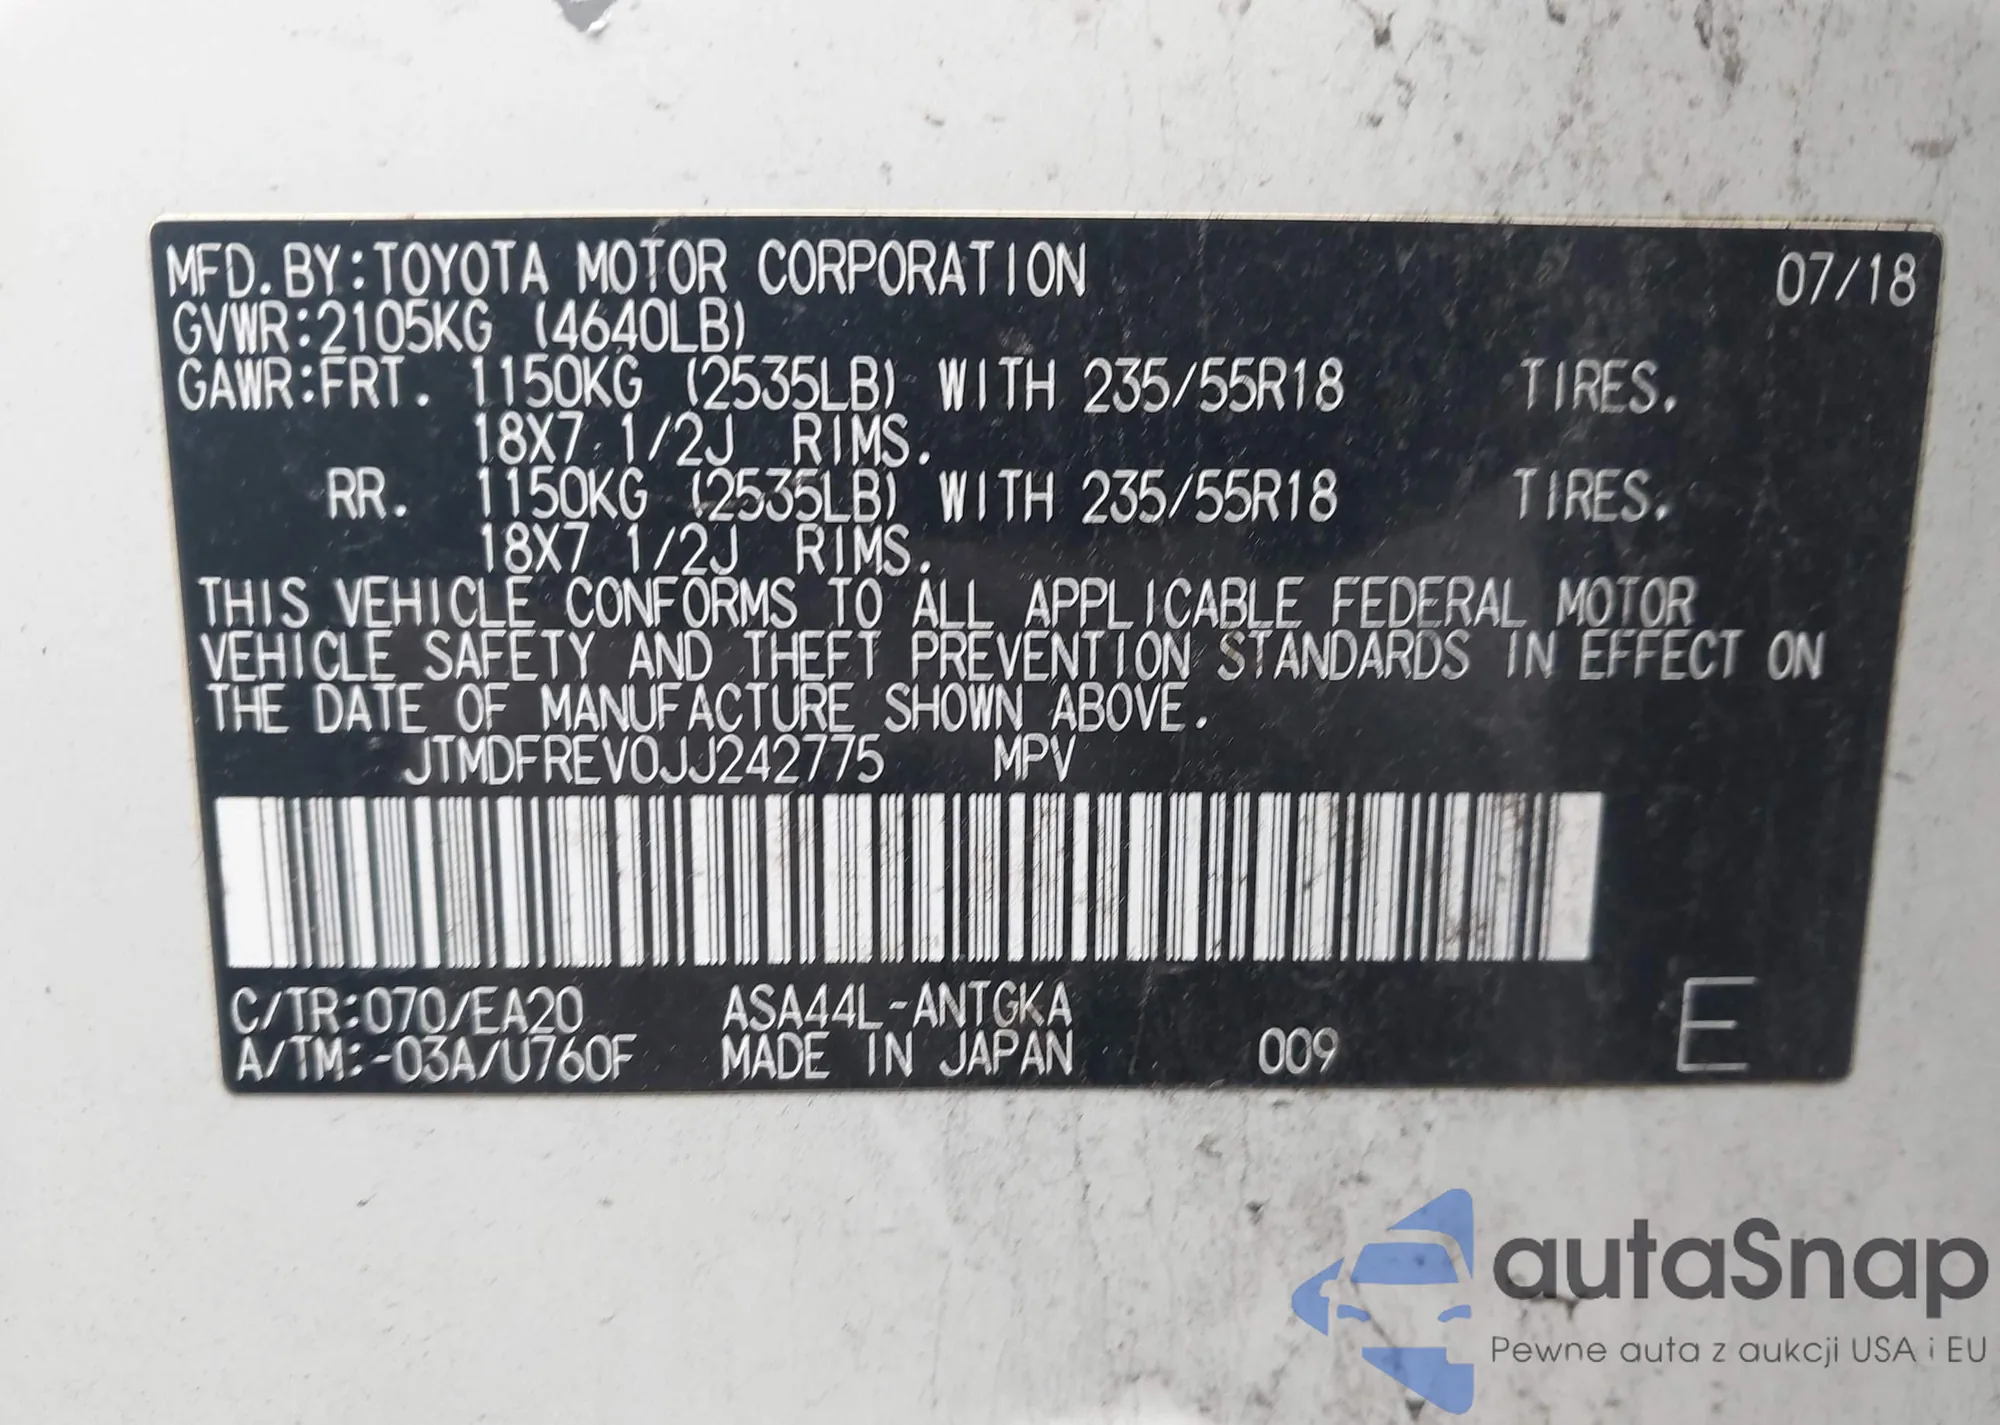 MFD.BY:TOYOTA MOTOR CORPORATION 07/18
GVWR:2105KG (4640LB)
GAWR:FRT. 1150KG (2535LB) WITH 235/55R18 TIRES.
18X7 1/2J RIMS.
RR. 1150KG (2535LB) WITH 235/55R18 TIRES.
18X7 1/2J RIMS.
THIS VEHICLE CONFORMS TO ALL APPLICABLE FEDERAL MOTOR
VEHICLE SAFETY AND THEFT PREVENTION STANDARDS IN EFFECT ON
THE DATE OF MANUFACTURE SHOWN ABOVE.
JTMDFREV0JJ242775 MPV
C/TR:070/EA20 ASA44L-ANTGKA
A/TM:-03A/U760F MADE IN JAPAN 009 E
autaSnap
Pewne auta z aukcji USA i EU